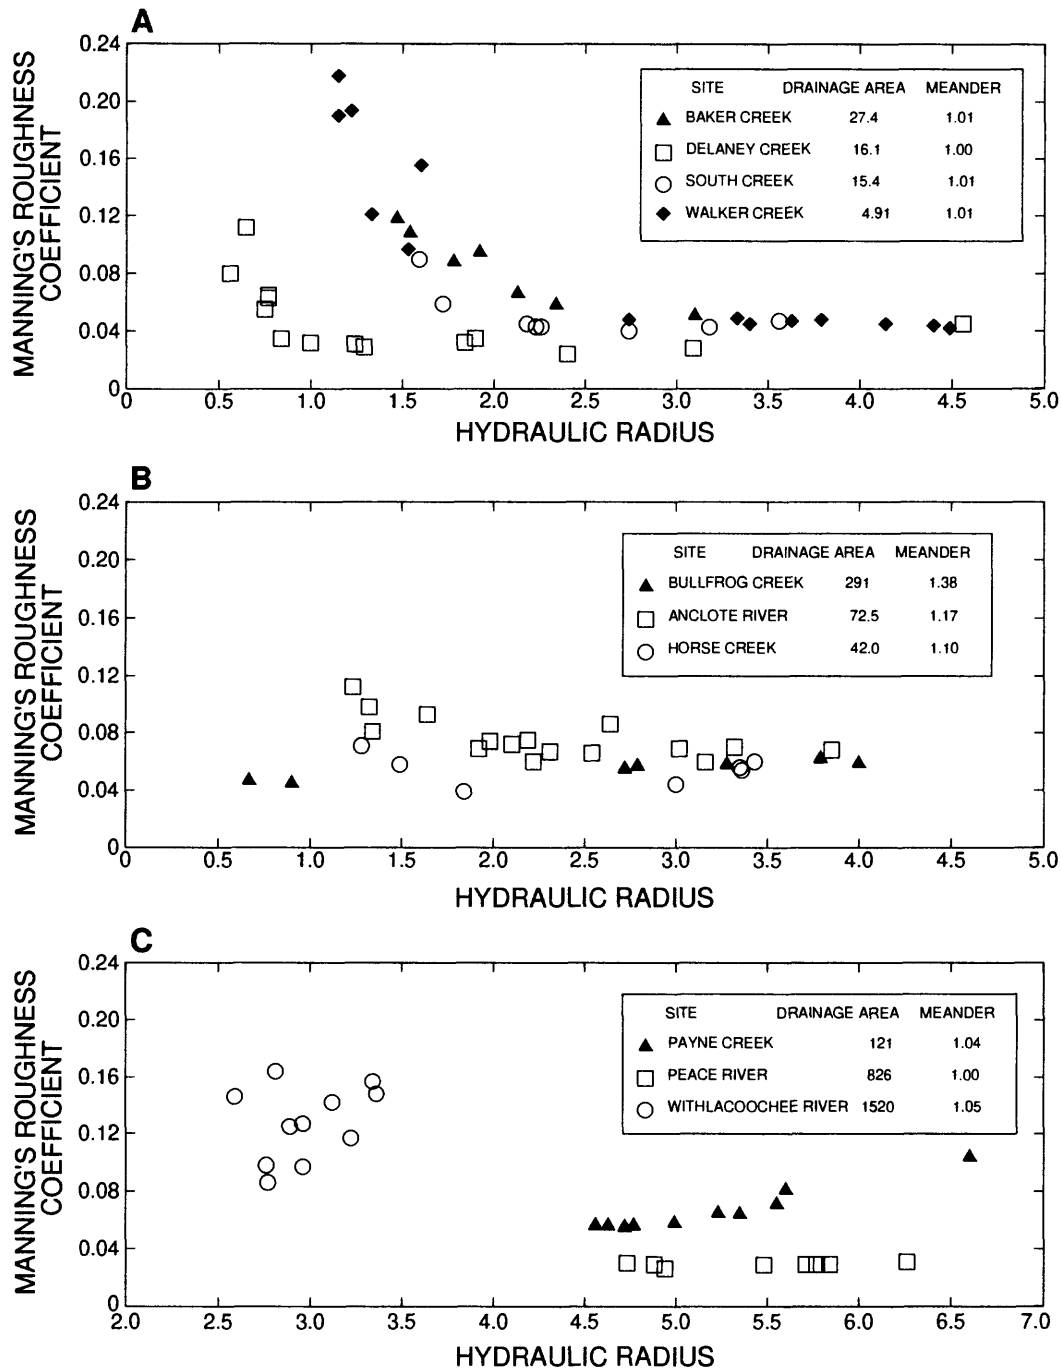 A
MANNING'S ROUGHNESS
COEFFICIENT
0.24
0.20
0.16
0.12
0.08
0.04
0
SITE DRAINAGE AREA MEANDER
BAKER CREEK 27.4 1.01
DELANEY CREEK 16.1 1.00
SOUTH CREEK 15.4 1.01
WALKER CREEK 4.91 1.01
0 0.5 1.0 1.5 2.0 2.5 3.0 3.5 4.0 4.5 5.0
HYDRAULIC RADIUS
B
MANNING'S ROUGHNESS
COEFFICIENT
0.24
0.20
0.16
0.12
0.08
0.04
0
SITE DRAINAGE AREA MEANDER
BULLFROG CREEK 291 1.38
ANCLOTE RIVER 72.5 1.17
HORSE CREEK 42.0 1.10
0 0.5 1.0 1.5 2.0 2.5 3.0 3.5 4.0 4.5 5.0
HYDRAULIC RADIUS
C
MANNING'S ROUGHNESS
COEFFICIENT
0.24
0.20
0.16
0.12
0.08
0.04
0
SITE DRAINAGE AREA MEANDER
PAYNE CREEK 121 1.04
PEACE RIVER 826 1.00
WITHLACOOCHEE RIVER 1520 1.05
2.0 2.5 3.0 3.5 4.0 4.5 5.0 5.5 6.0 6.5 7.0
HYDRAULIC RADIUS